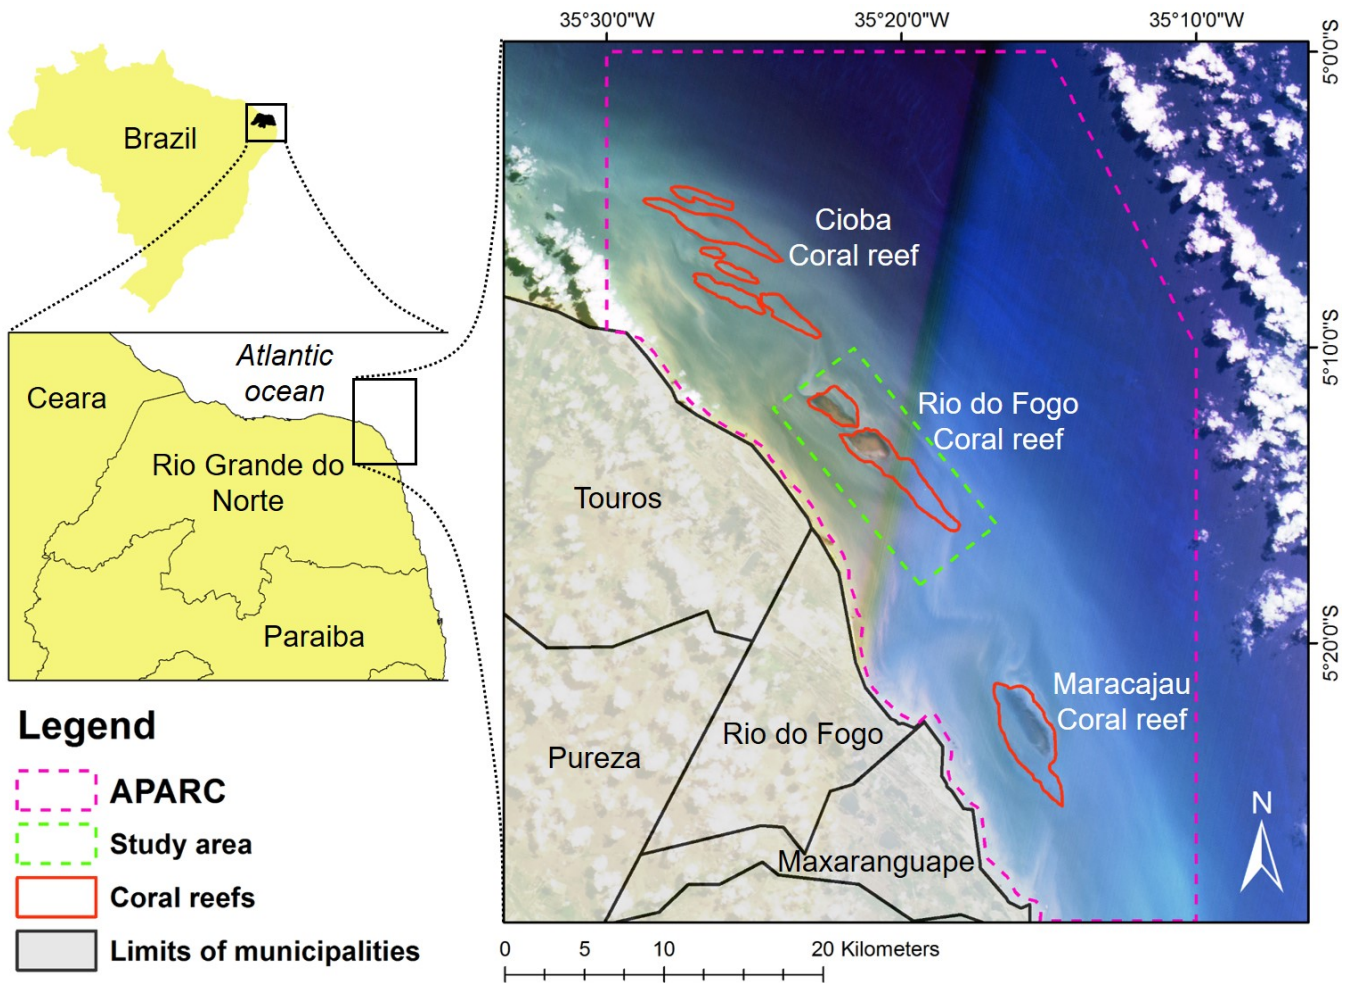 35°30'0"W
35°20'0"W
35°10'0"W
5°0'0"S
5°10'0"S
5°20'0"S
Brazil
Atlantic
ocean
Ceara
Rio Grande do
Norte
Paraiba
Cioba
Coral reef
Rio do Fogo
Coral reef
Maracajau
Coral reef
Touros
Pureza
Rio do Fogo
Maxaranguape
N
Legend
APARC
Study area
Coral reefs
Limits of municipalities
0 5 10 20 Kilometers